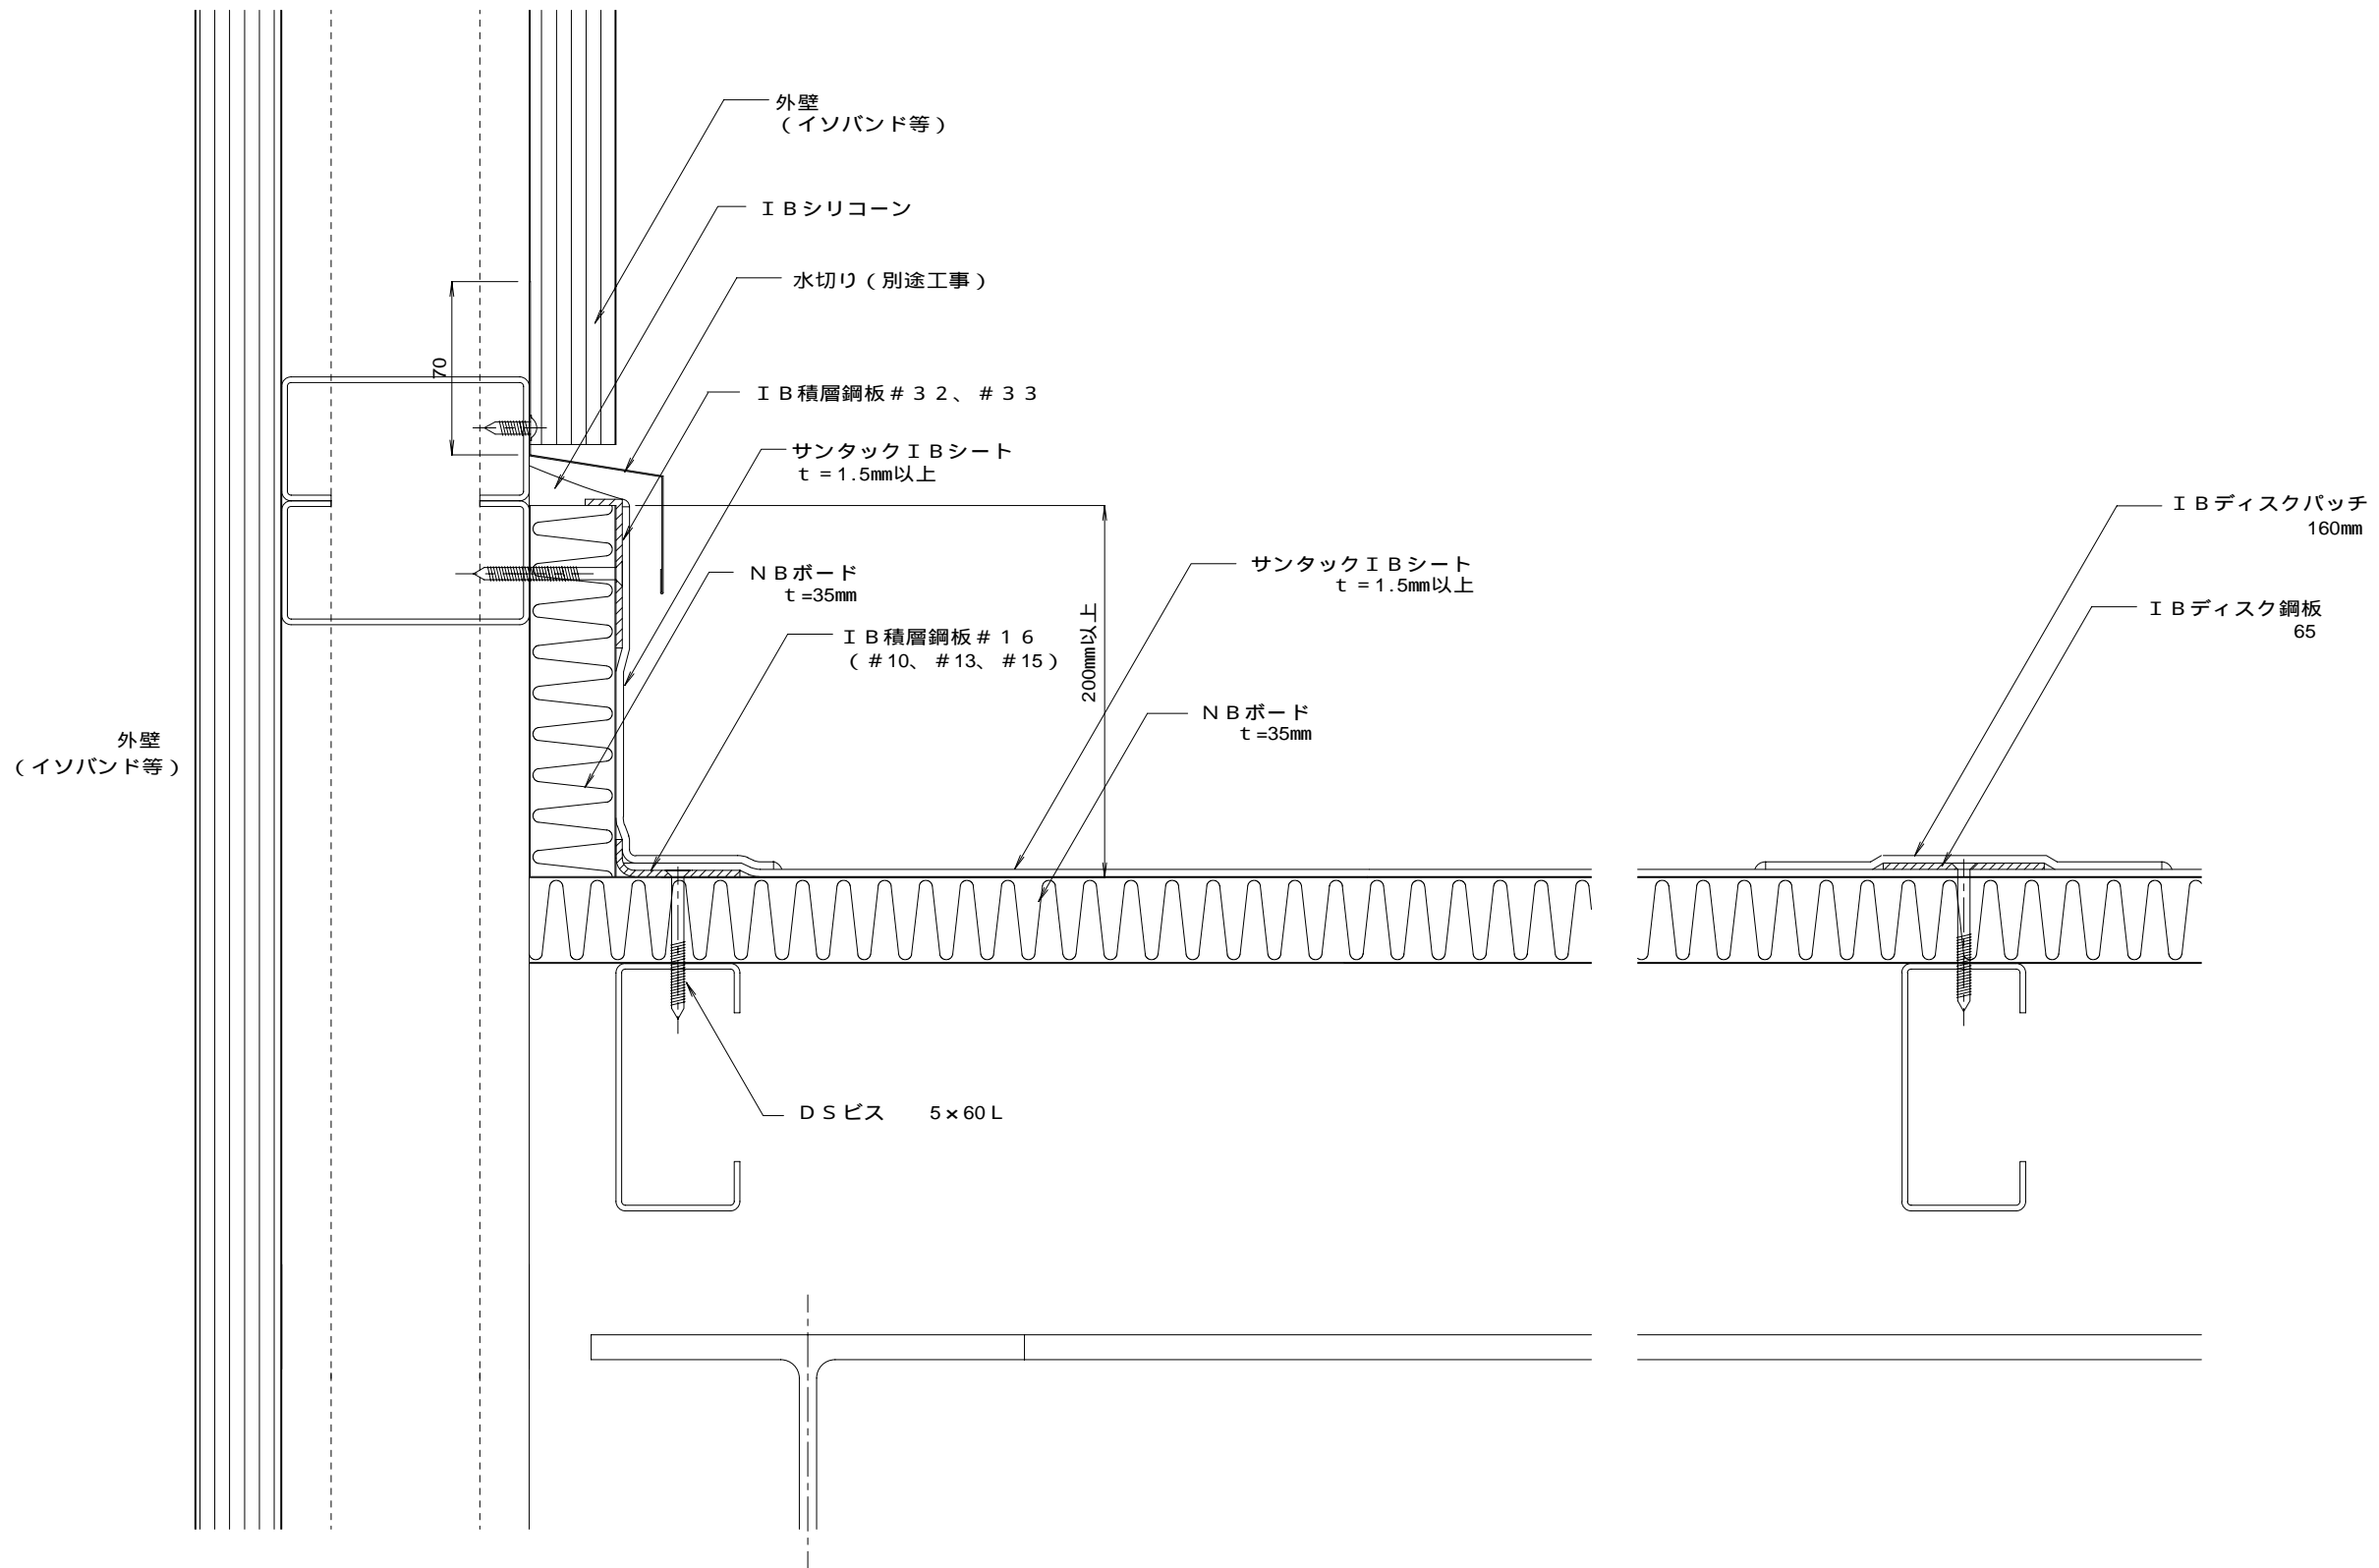 外壁
（イソバンド等）
ＩＢシリコーン
水切り（別途工事）
70
ＩＢ積層鋼板＃３２、＃３３
サンタックＩＢシート
ｔ＝1.5mm以上
ＮＢボード
ｔ=35mm
ＩＢ積層鋼板＃１６
（＃10、＃13、＃15）
200mm以上
サンタックＩＢシート
ｔ＝1.5mm以上
ＮＢボード
ｔ=35mm
ＩＢディスクパッチ
160mm
ＩＢディスク鋼板
65
外壁
（イソバンド等）
ＤＳビス　　5×60Ｌ